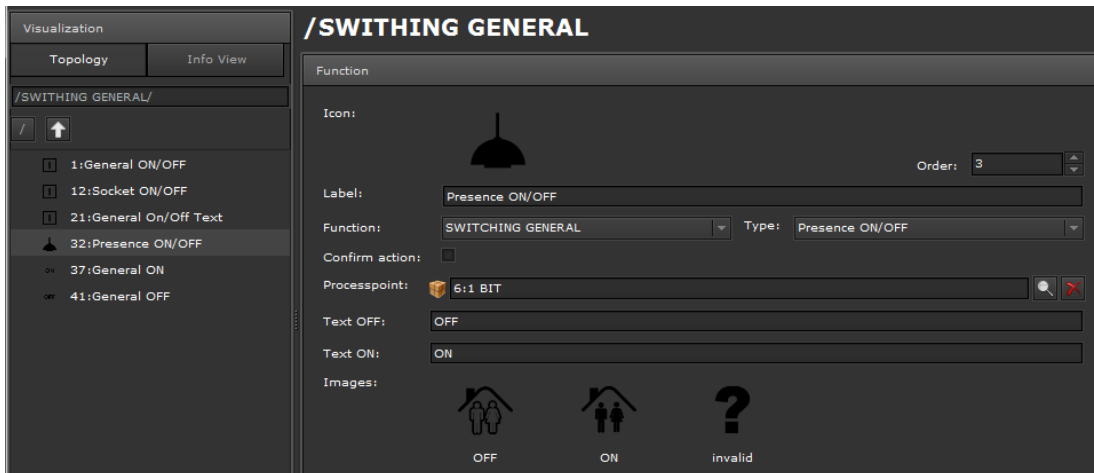 Visualization
Topology
Info View
/SWITHING GENERAL/
/
1:General ON/OFF
12:Socket ON/OFF
21:General On/Off Text
32:Presence ON/OFF
ON 37:General ON
OFF 41:General OFF
/SWITHING GENERAL
Function
Icon:
Order: 3
Label: Presence ON/OFF
Function: SWITCHING GENERAL Type: Presence ON/OFF
Confirm action:
Processpoint: 6:1 BIT
Text OFF: OFF
Text ON: ON
Images:
?
OFF ON invalid